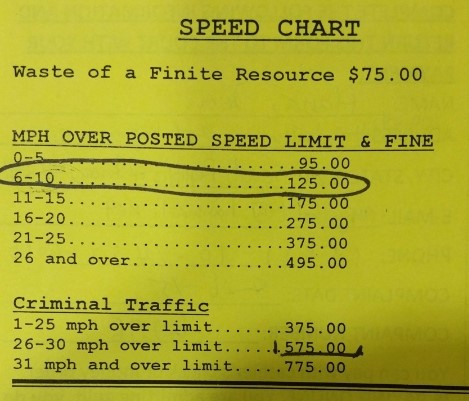 SPEED CHART
Waste of a Finite Resource $75.00
MPH OVER POSTED SPEED LIMIT & FINE
0-5..........................95.00
6-10........................125.00
11-15.......................175.00
16-20.......................275.00
21-25.......................375.00
26 and over................495.00
Criminal Traffic
1-25 mph over limit......375.00
26-30 mph over limit.....575.00
31 mph and over limit....775.00